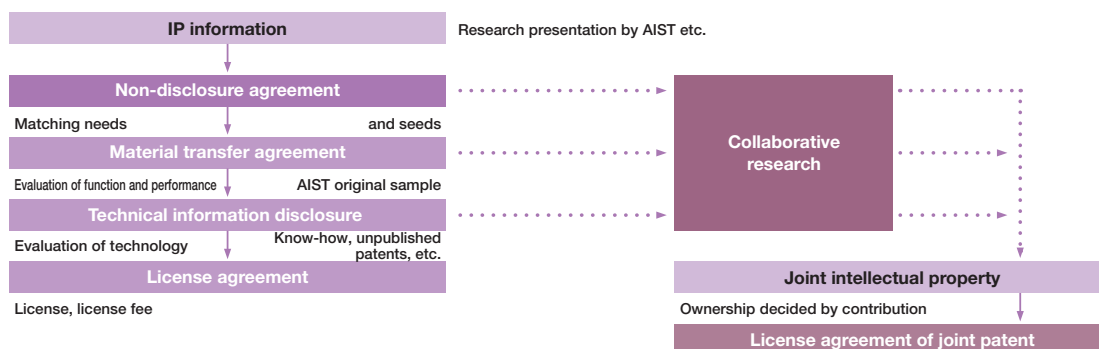 IP information
Research presentation by AIST etc.
Non-disclosure agreement
Matching needs and seeds
Material transfer agreement
Evaluation of function and performance AIST original sample
Technical information disclosure
Evaluation of technology
Know-how, unpublished
patents, etc.
License agreement
License, license fee
Collaborative
research
Joint intellectual property
Ownership decided by contribution
License agreement of joint patent